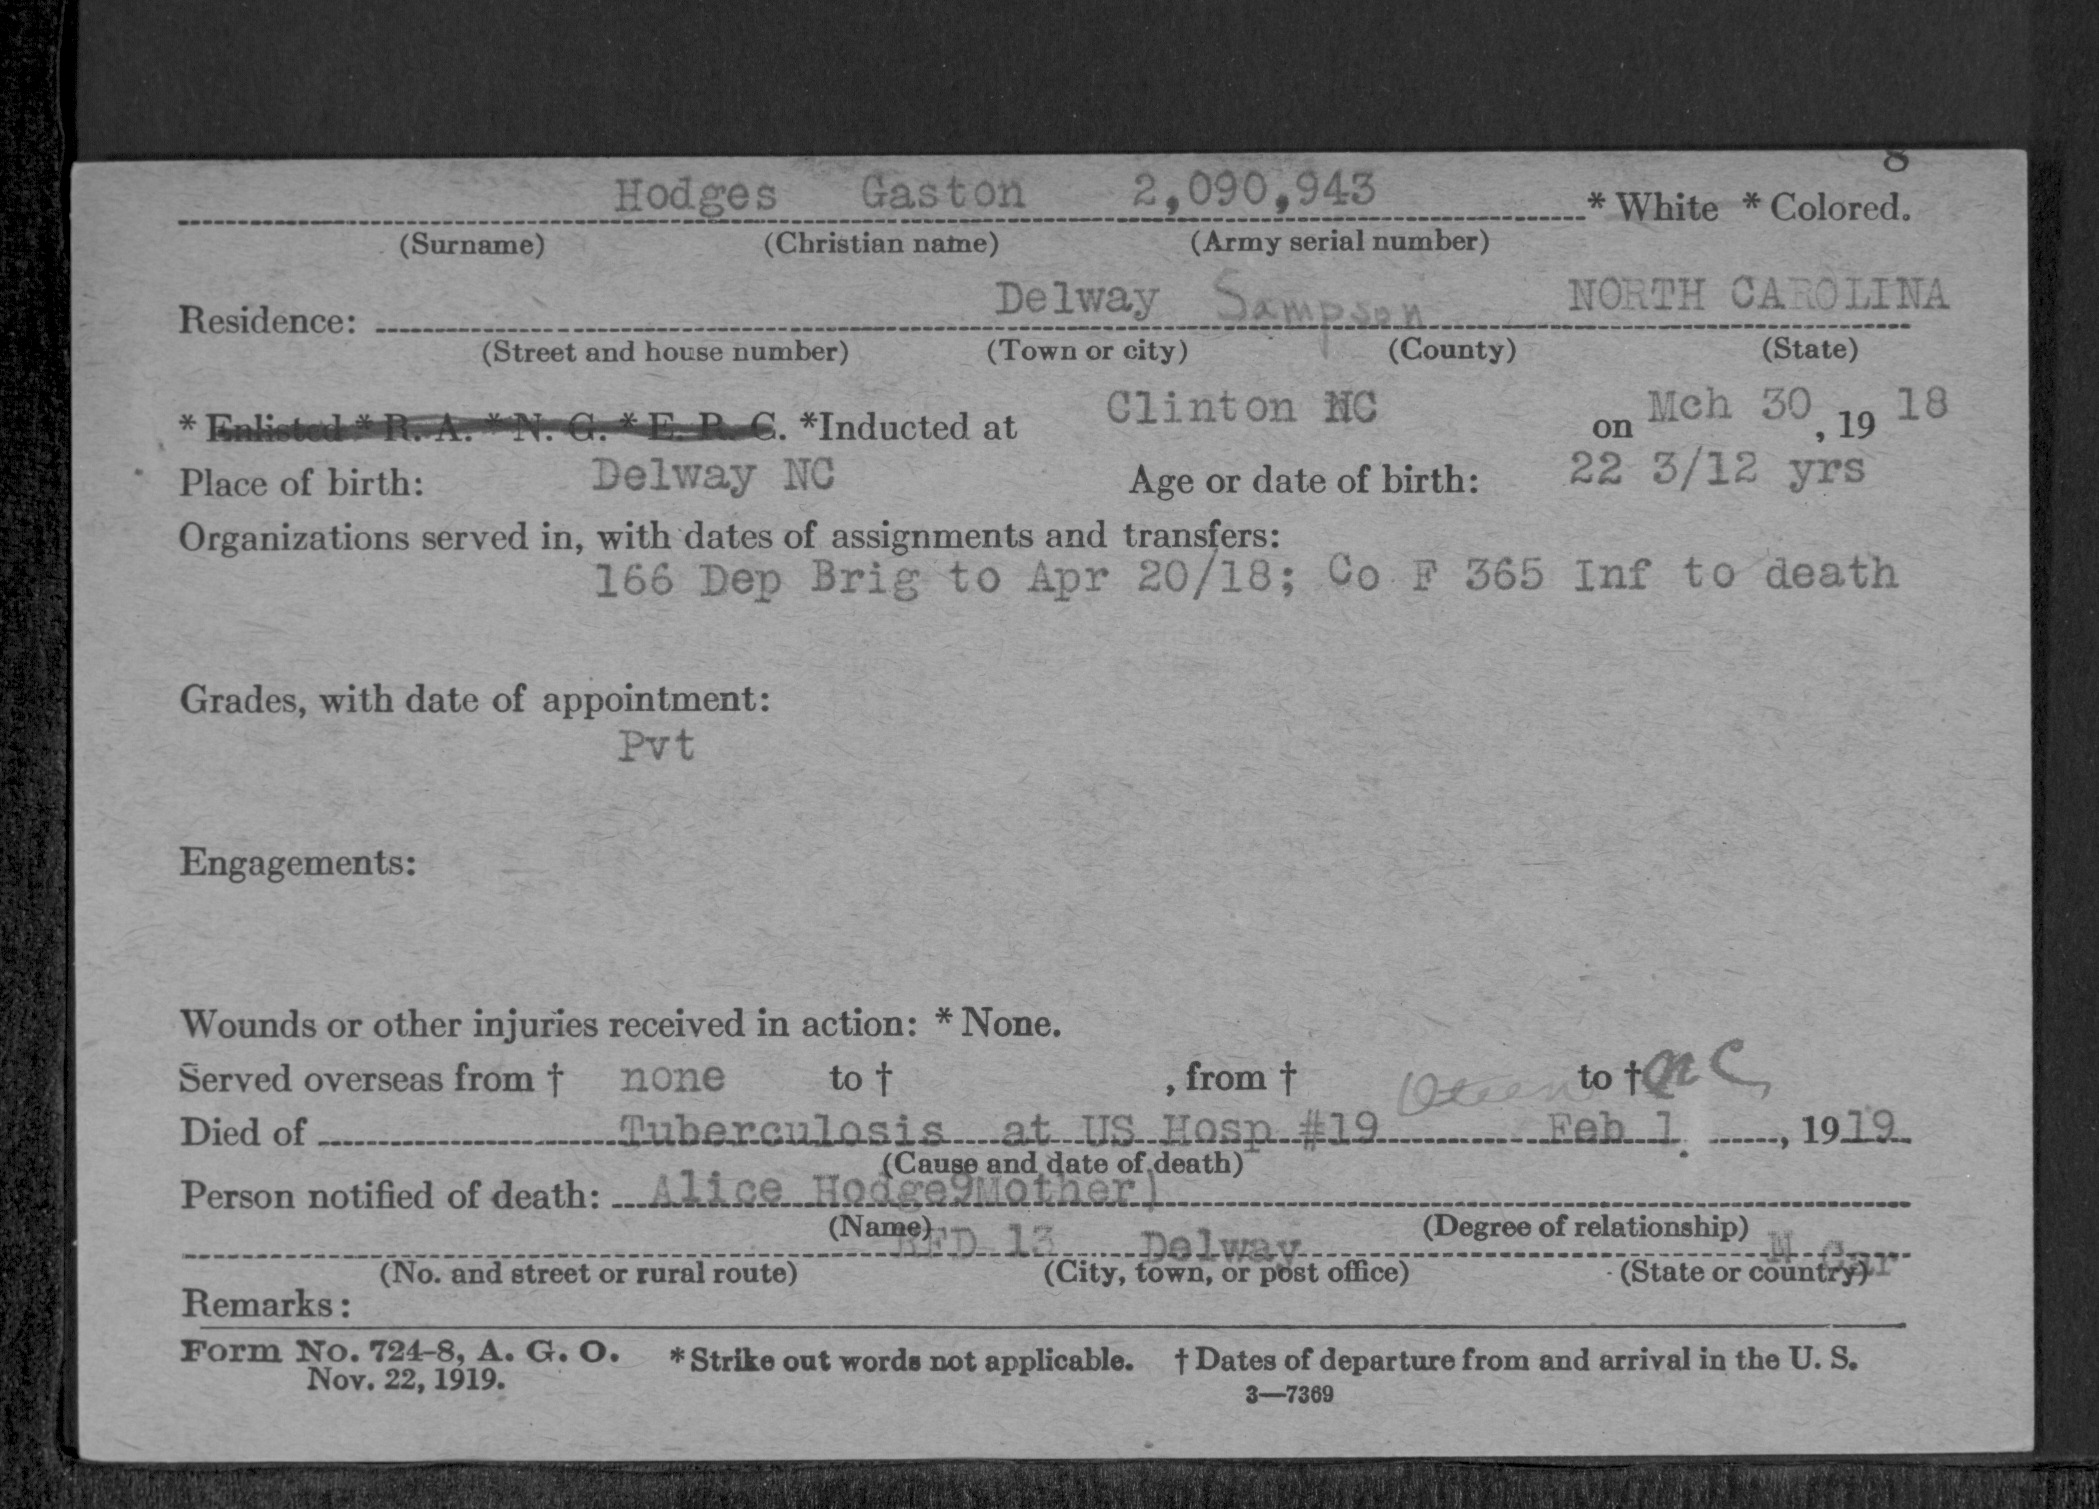 8
Hodges Gaston 2,090,943 * White * Colored.
(Surname) (Christian name) (Army serial number)
Residence: Delway Sampson NORTH CAROLINA
(Street and house number) (Town or city) (County) (State)
* Enlisted * R. A. * N. G. * E. R. C. *Inducted at Clinton NC on Mch 30, 19 18
Place of birth: Delway NC Age or date of birth: 22 3/12 yrs
Organizations served in, with dates of assignments and transfers:
166 Dep Brig to Apr 20/18; Co F 365 Inf to death
Grades, with date of appointment:
Pvt
Engagements:
Wounds or other injuries received in action: * None.
Served overseas from † none to † , from † to †
Oteen NC
Died of Tuberculosis at US Hosp #19 Feb 1, 1919
(Cause and date of death)
Person notified of death: Alice Hodge9Mother)
(Name) (Degree of relationship)
RFD 13 Delway N Car
(No. and street or rural route) (City, town, or post office) (State or country)
Remarks:
Form No. 724-8, A. G. O. * Strike out words not applicable. † Dates of departure from and arrival in the U. S.
Nov. 22, 1919.
3—7369